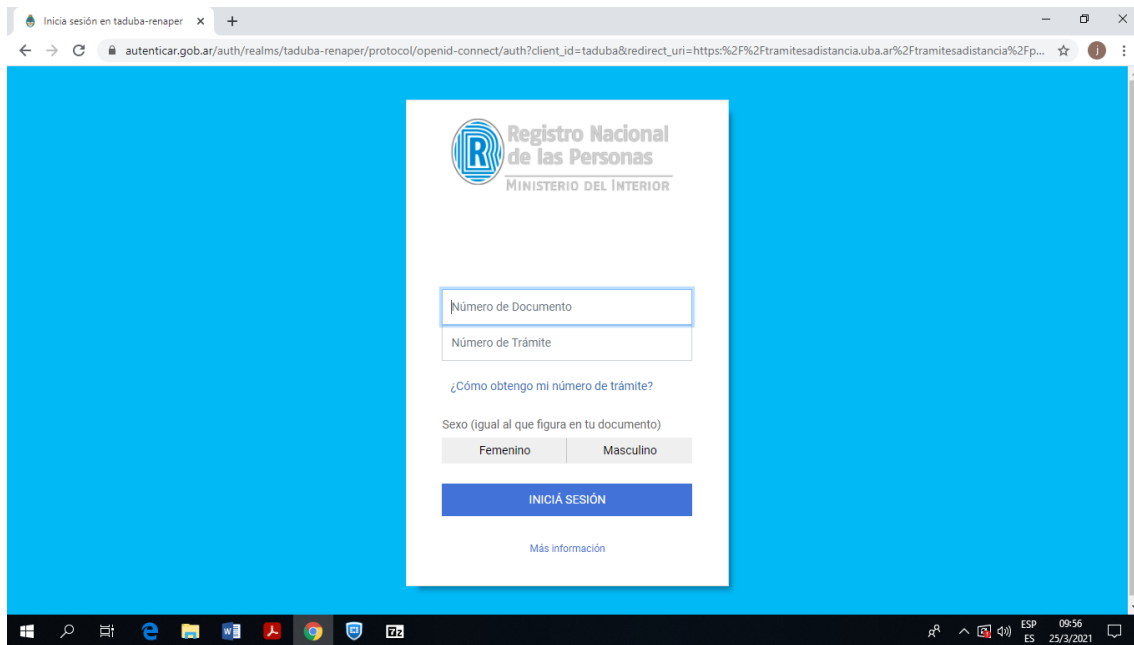 Inicia sesión en taduba-renaper
autenticar.gob.ar/auth/realms/taduba-renaper/protocol/openid-connect/auth?client_id=taduba&redirect_uri=https:%2F%2Ftramitesadistancia.uba.ar%2Ftramitesadistancia%2Fp...
j
R
Registro Nacional
de las Personas
MINISTERIO DEL INTERIOR
Número de Documento
Número de Trámite
¿Cómo obtengo mi número de trámite?
Sexo (igual al que figura en tu documento)
Femenino Masculino
INICIÁ SESIÓN
Más información
ESP 09:56
ES 25/3/2021